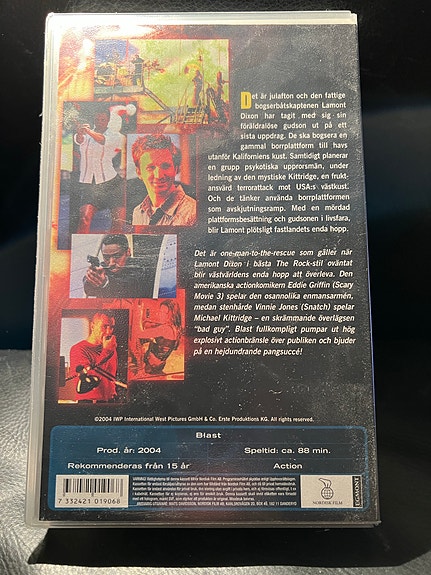 Det är julafton och den fattige
bogserbåtskaptenen Lamont
Dixon har tagit med sig sin
föräldralöse gudson ut på ett
sista uppdrag. De ska bogsera en
gammal borrplattform till havs
utanför Kaliforniens kust. Samtidigt planerar
en grupp psykotiska upprorsmän, under
ledning av den mystiske Kittridge, en frukt-
ansvärd terrorattack mot USA:s västkust.
Och de tänker använda borrplattformen
som avskjutningsramp. Med en mördad
plattformsbesättning och gudsonen i livsfara,
blir Lamont plötsligt fastlandets enda hopp.
Det är one-man-to-the-rescue som gäller när
Lamont Dixon i bästa The Rock-stil oväntat
blir västvärldens enda hopp att överleva. Den
amerikanska actionkomikern Eddie Griffin (Scary
Movie 3) spelar den osannolika enmansarmén,
medan stenhårde Vinnie Jones (Snatch) spelar
Michael Kittridge – en skrämmande överlägsen
"bad guy". Blast fullkompligt pumpar ut hög
explosivt actionbränsle över publiken och bjuder
på en hejdundrande pangsuccé!
©2004 IWP International West Pictures GmbH & Co. Erste Produktions KG. All rights reserved.
Blast
Prod. år: 2004
Speltid: ca. 88 min.
Rekommenderas från 15 år
Action
7 332421 019068
NORDISK FILM
EGMONT